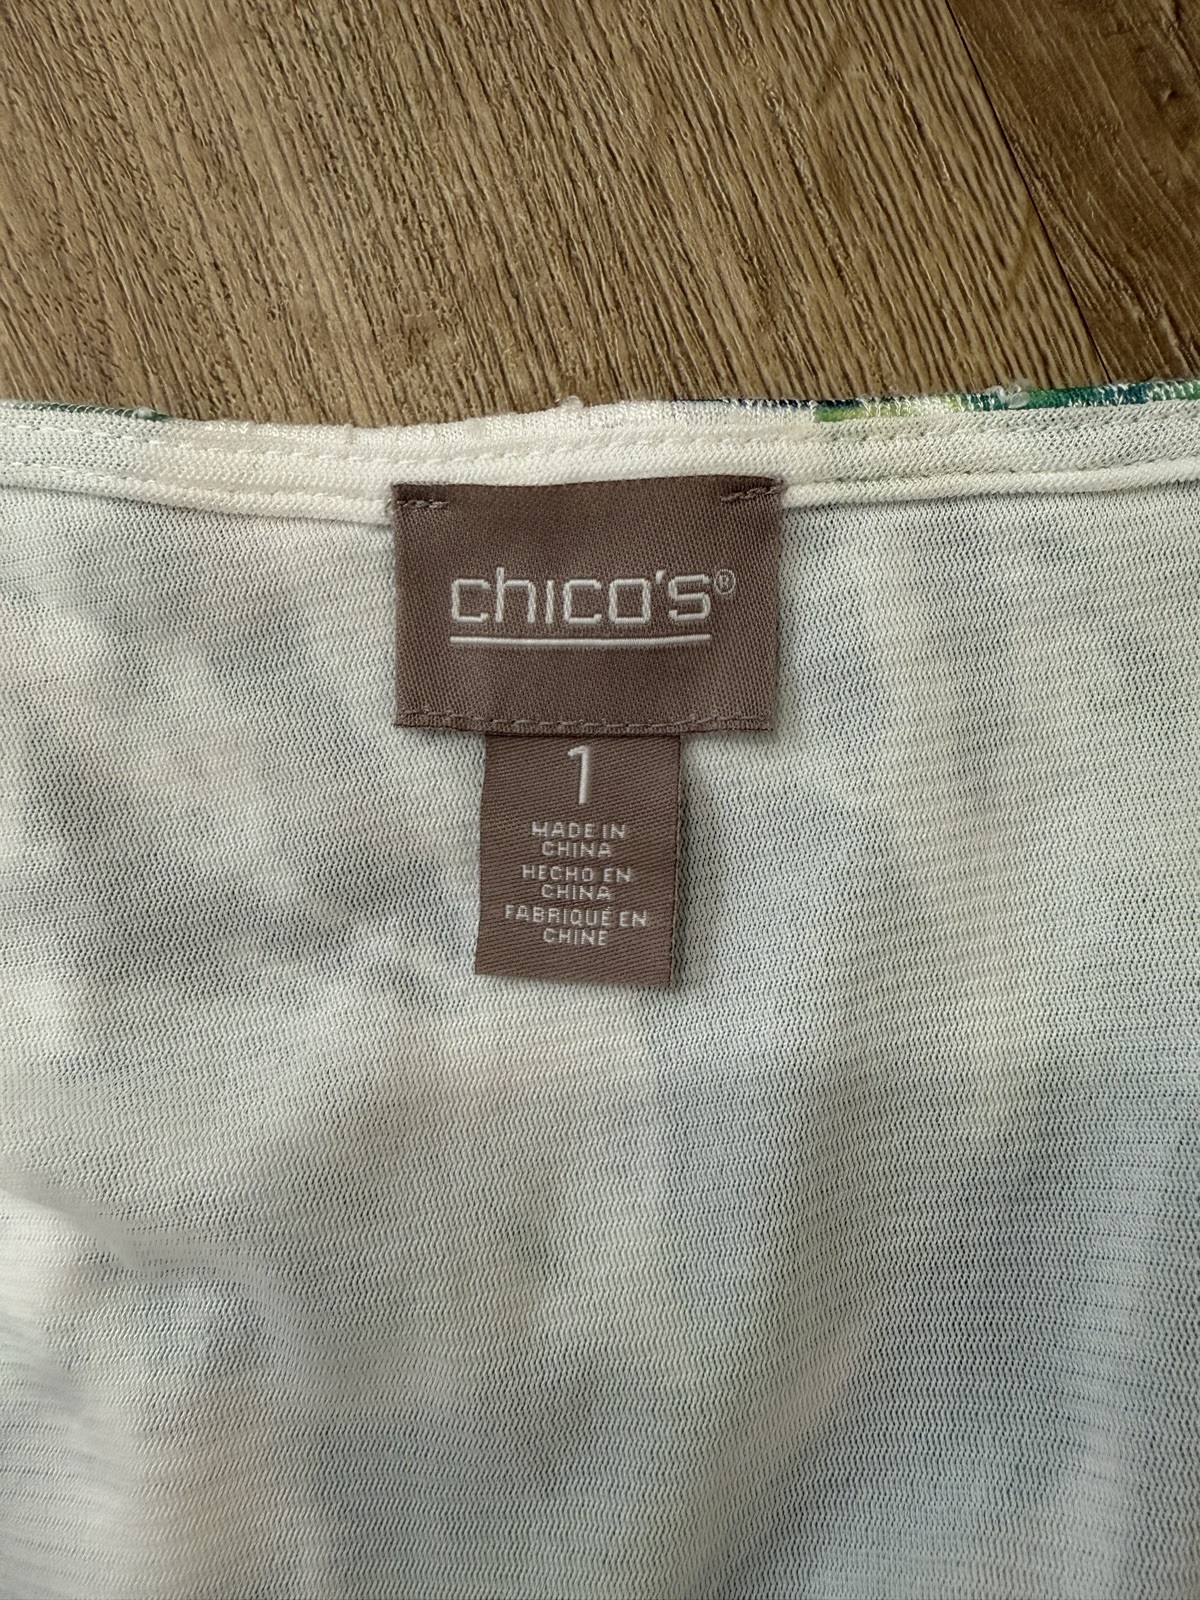 chico's®
1
MADE IN
CHINA
HECHO EN
CHINA
FABRIQUÉ EN
CHINE